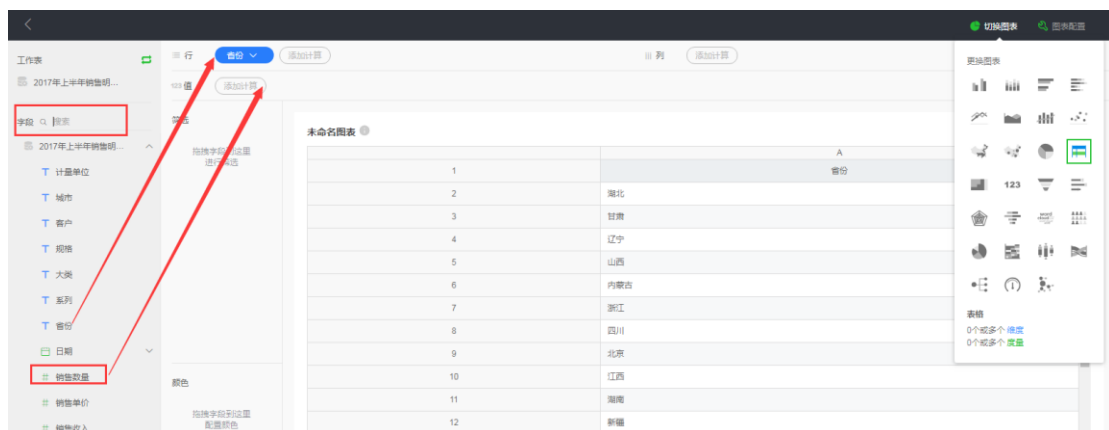 切换图表 图表配置
工作表
2017年上半年销售明...
行 省份 添加计算
列 添加计算
123 值 添加计算
更换图表
字段 搜索
2017年上半年销售明...
计量单位
城市
客户
规格
大类
系列
省份
日期
销售数量
销售单价
销售收入
筛选
拖拽字段到这里
进行筛选
颜色
拖拽字段到这里
配置颜色
未命名图表
A
1 省份
2 湖北
3 甘肃
4 辽宁
5 山西
6 内蒙古
7 浙江
8 四川
9 北京
10 江西
11 湖南
12 新疆
123
表格
0个或多个 维度
0个或多个 度量